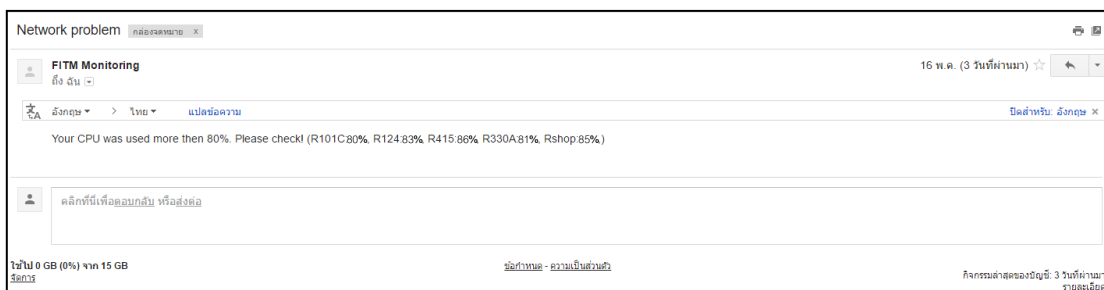 Network problem กล่องจดหมาย x
FITM Monitoring
16 พ.ค. (3 วันที่ผ่านมา)
ถึง ฉัน
อังกฤษ > ไทย แปลข้อความ
ปิดสำหรับ: อังกฤษ x
Your CPU was used more then 80%. Please check! (R101C:80%, R124:83%, R415:86%, R330A:81%, Rshop:85%,)
คลิกที่นี่เพื่อตอบกลับ หรือส่งต่อ
ใช้ไป 0 GB (0%) จาก 15 GB
จัดการ
ข้อกำหนด - ความเป็นส่วนตัว
กิจกรรมล่าสุดของบัญชี: 3 วันที่ผ่านมา
รายละเอียด